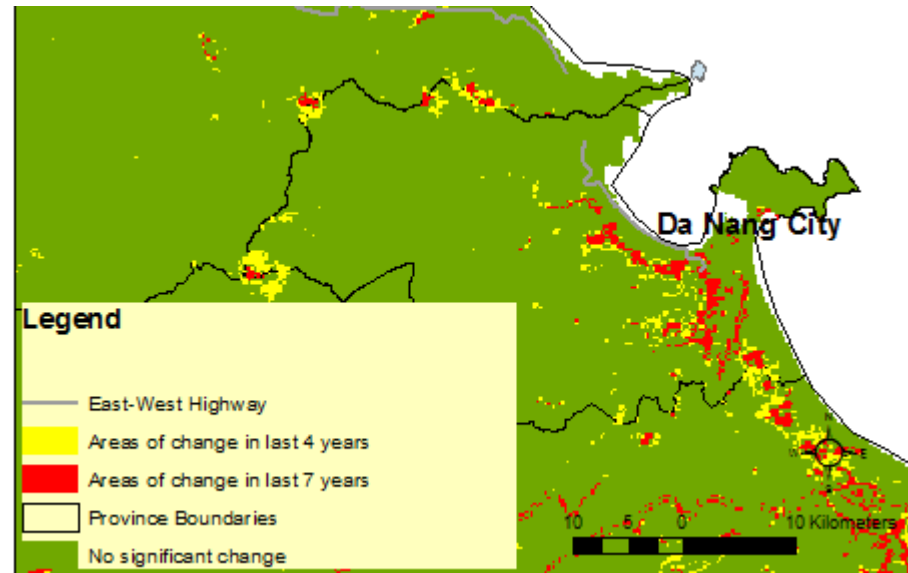 Da Nang City
Legend
East-West Highway
Areas of change in last 4 years
Areas of change in last 7 years
Province Boundaries
No significant change
N
W E
S
10 5 0 10 Kilometers